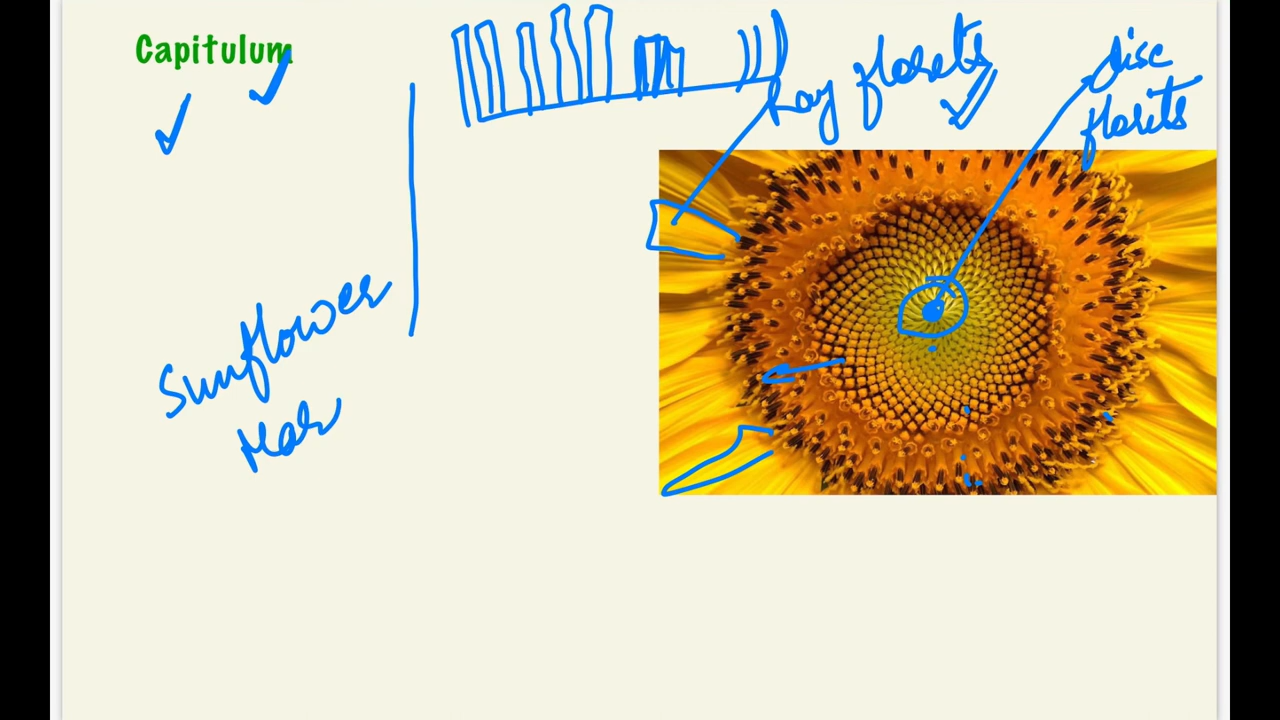 Capitulum
Ray florets
disc
florets
Sunflower